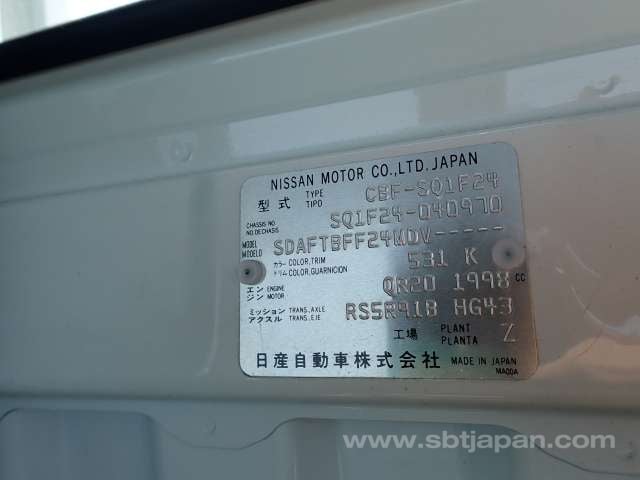 NISSAN MOTOR CO.,LTD. JAPAN
型式 TYPE TIPO CBF-SQ1F24
CHASSIS NO NO DECHASIS SQ1F24-040970
MODEL MODELO SDAFTBFF24WDV-----
カラー COLOR,TRIM トリム COLOR,GUARNICION 531 K
エンジン ENGINE MOTOR QR20 1998 CC
ミッション TRANS.,AXLE アクスル TRANS.,EJE RS5R91B HG43
工場 PLANT PLANTA Z
日産自動車株式会社 MADE IN JAPAN
MA00A
www.sbtjapan.com